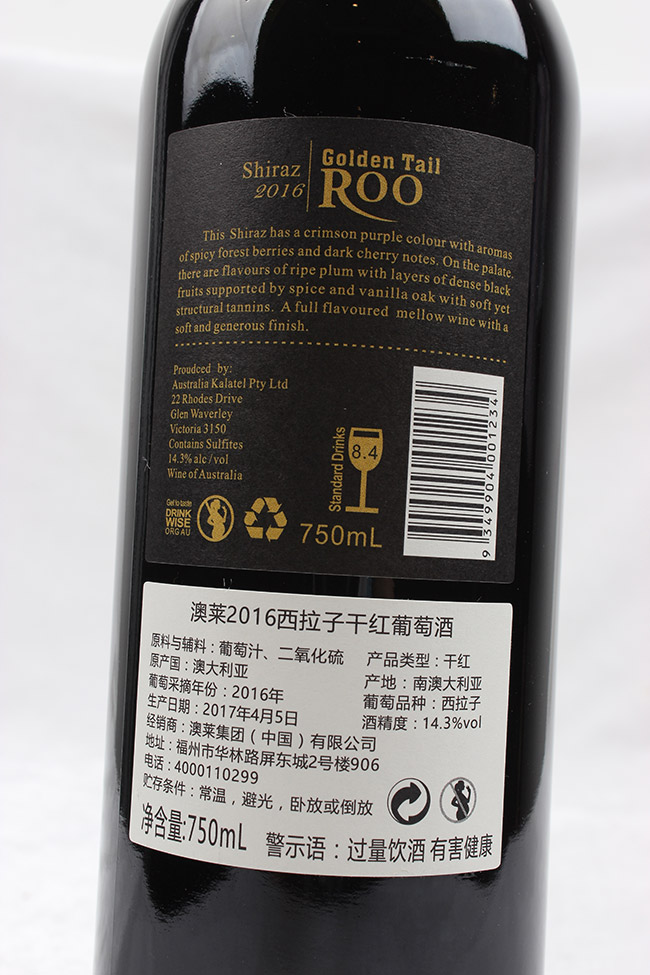 Shiraz
2016
Golden Tail
ROO
This Shiraz has a crimson purple colour with aromas
of spicy forest berries and dark cherry notes. On the palate,
there are flavours of ripe plum with layers of dense black
fruits supported by spice and vanilla oak with soft yet
structural tannins. A full flavoured mellow wine with a
soft and generous finish.
Proudced by:
Australia Kalatel Pty Ltd
22 Rhodes Drive
Glen Waverley
Victoria 3150
Contains Sulfites
14.3% alc / vol
Wine of Australia
Get to taste
DRINK
WISE
ORG AU
Standard Drinks
8.4
750mL
9 349904 001234
澳莱2016西拉子干红葡萄酒
原料与辅料：葡萄汁、二氧化硫 产品类型：干红
原产国：澳大利亚 产地：南澳大利亚
葡萄采摘年份：2016年 葡萄品种：西拉子
生产日期：2017年4月5日 酒精度：14.3%vol
经销商：澳莱集团（中国）有限公司
地址：福州市华林路屏东城2号楼906
电话：4000110299
贮存条件：常温，避光，卧放或倒放
净含量:750mL 警示语：过量饮酒 有害健康